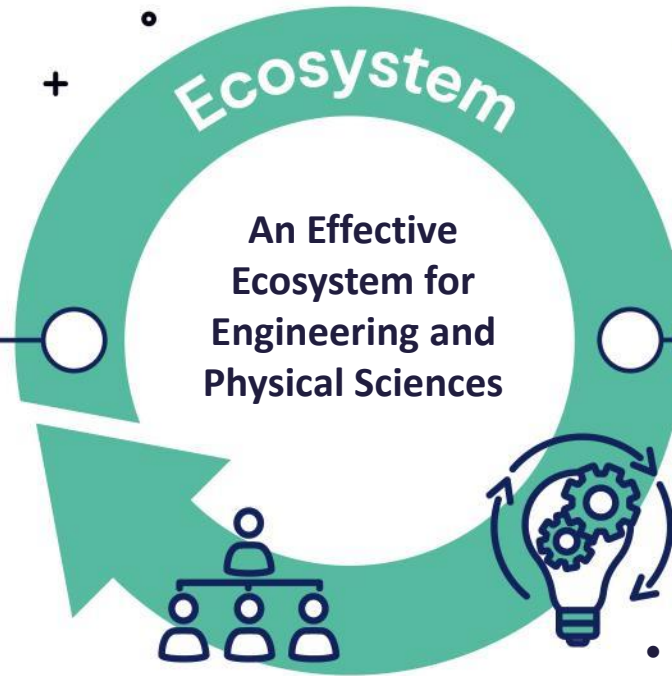 Ecosystem
An Effective
Ecosystem for
Engineering and
Physical Sciences